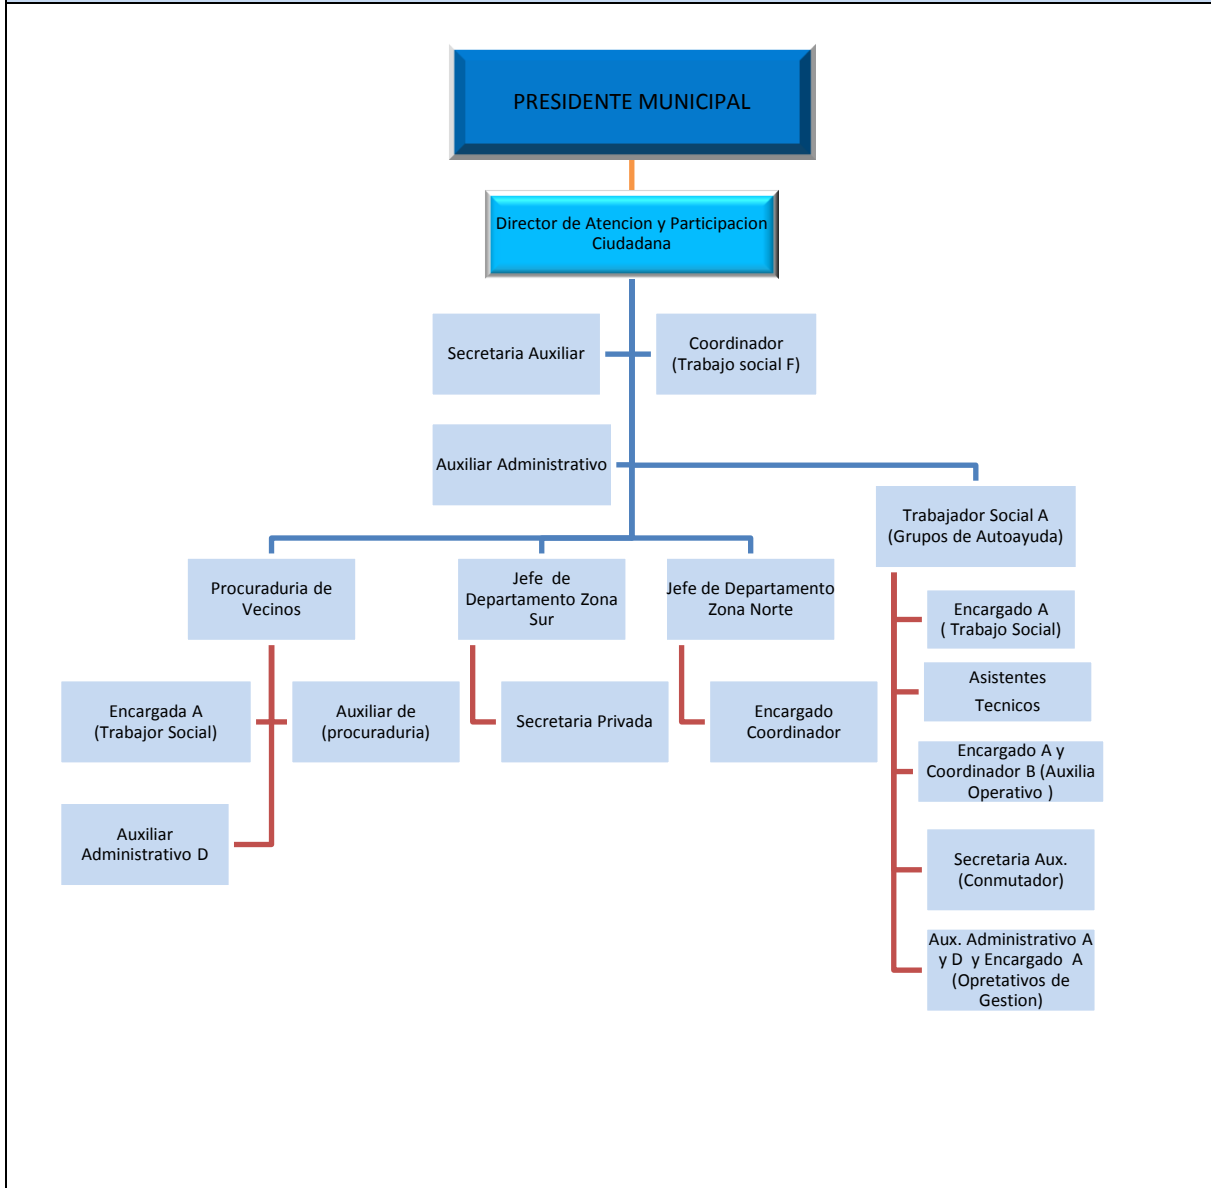 PRESIDENTE MUNICIPAL
Director de Atencion y Participacion
Ciudadana
Secretaria Auxiliar
Coordinador
(Trabajo social F)
Auxiliar Administrativo
Trabajador Social A
(Grupos de Autoayuda)
Procuraduria de
Vecinos
Jefe de
Departamento Zona
Sur
Jefe de Departamento
Zona Norte
Encargado A
( Trabajo Social)
Asistentes
Tecnicos
Encargada A
(Trabajor Social)
Auxiliar de
(procuraduria)
Secretaria Privada
Encargado
Coordinador
Encargado A y
Coordinador B (Auxilia
Operativo )
Auxiliar
Administrativo D
Secretaria Aux.
(Conmutador)
Aux. Administrativo A
y D y Encargado A
(Opretativos de
Gestion)